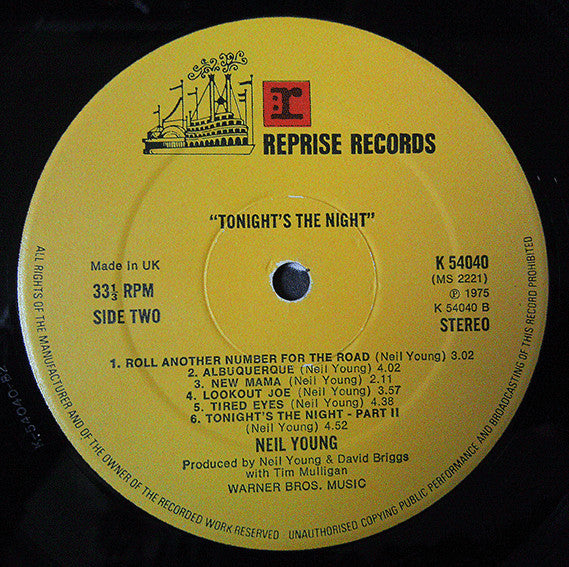 r
REPRISE RECORDS
"TONIGHT'S THE NIGHT"
Made in UK
33⅓ RPM
SIDE TWO
K 54040
(MS 2221)
℗ 1975
K 54040 B
STEREO
1. ROLL ANOTHER NUMBER FOR THE ROAD (Neil Young) 3.02
2. ALBUQUERQUE (Neil Young) 4.02
3. NEW MAMA (Neil Young) 2.11
4. LOOKOUT JOE (Neil Young) 3.57
5. TIRED EYES (Neil Young) 4.38
6. TONIGHT'S THE NIGHT - PART II
(Neil Young) 4.52
NEIL YOUNG
Produced by Neil Young & David Briggs
with Tim Mulligan
WARNER BROS. MUSIC
ALL RIGHTS OF THE MANUFACTURER AND OF THE OWNER OF THE RECORDED WORK RESERVED · UNAUTHORISED COPYING PUBLIC PERFORMANCE AND BROADCASTING OF THIS RECORD PROHIBITED